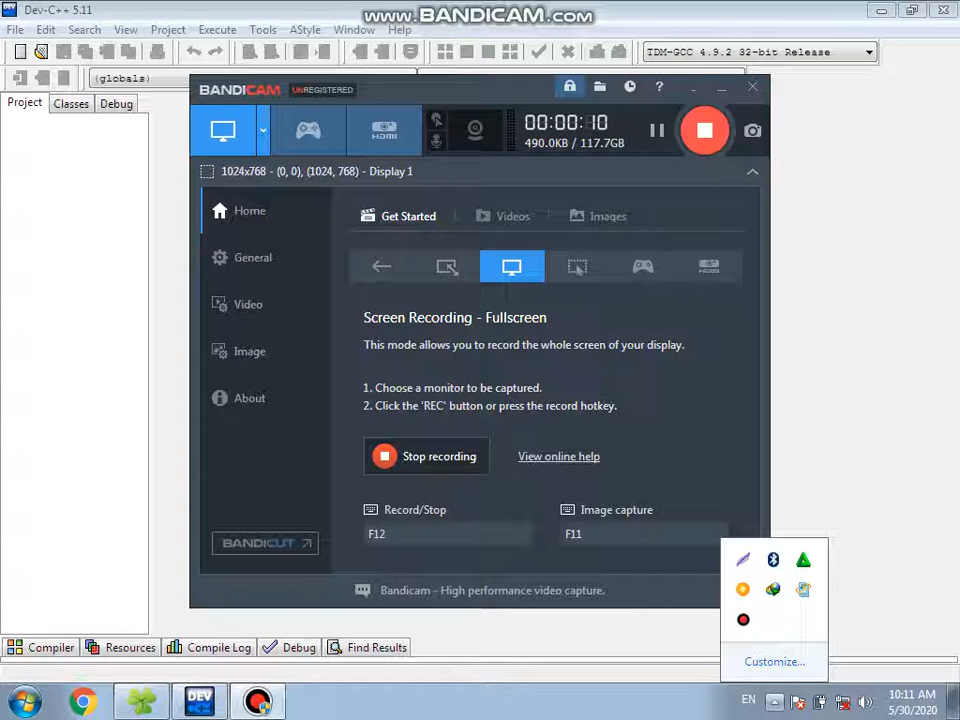 Dev-C++ 5.11
www.BANDICAM.com
File Edit Search View Project Execute Tools AStyle Window Help
TDM-GCC 4.9.2 32-bit Release
(globals)
Project Classes Debug
BANDICAM UNREGISTERED
00:00:10
490.0KB / 117.7GB
HDMI
1024x768 - (0, 0), (1024, 768) - Display 1
Home
General
Video
Image
About
Get Started Videos Images
HDMI
Screen Recording - Fullscreen
This mode allows you to record the whole screen of your display.
1. Choose a monitor to be captured.
2. Click the 'REC' button or press the record hotkey.
Stop recording View online help
Record/Stop Image capture
F12 F11
BANDICUT
Bandicam - High performance video capture.
Compiler Resources Compile Log Debug Find Results
Customize...
DEV
EN
10:11 AM
5/30/2020